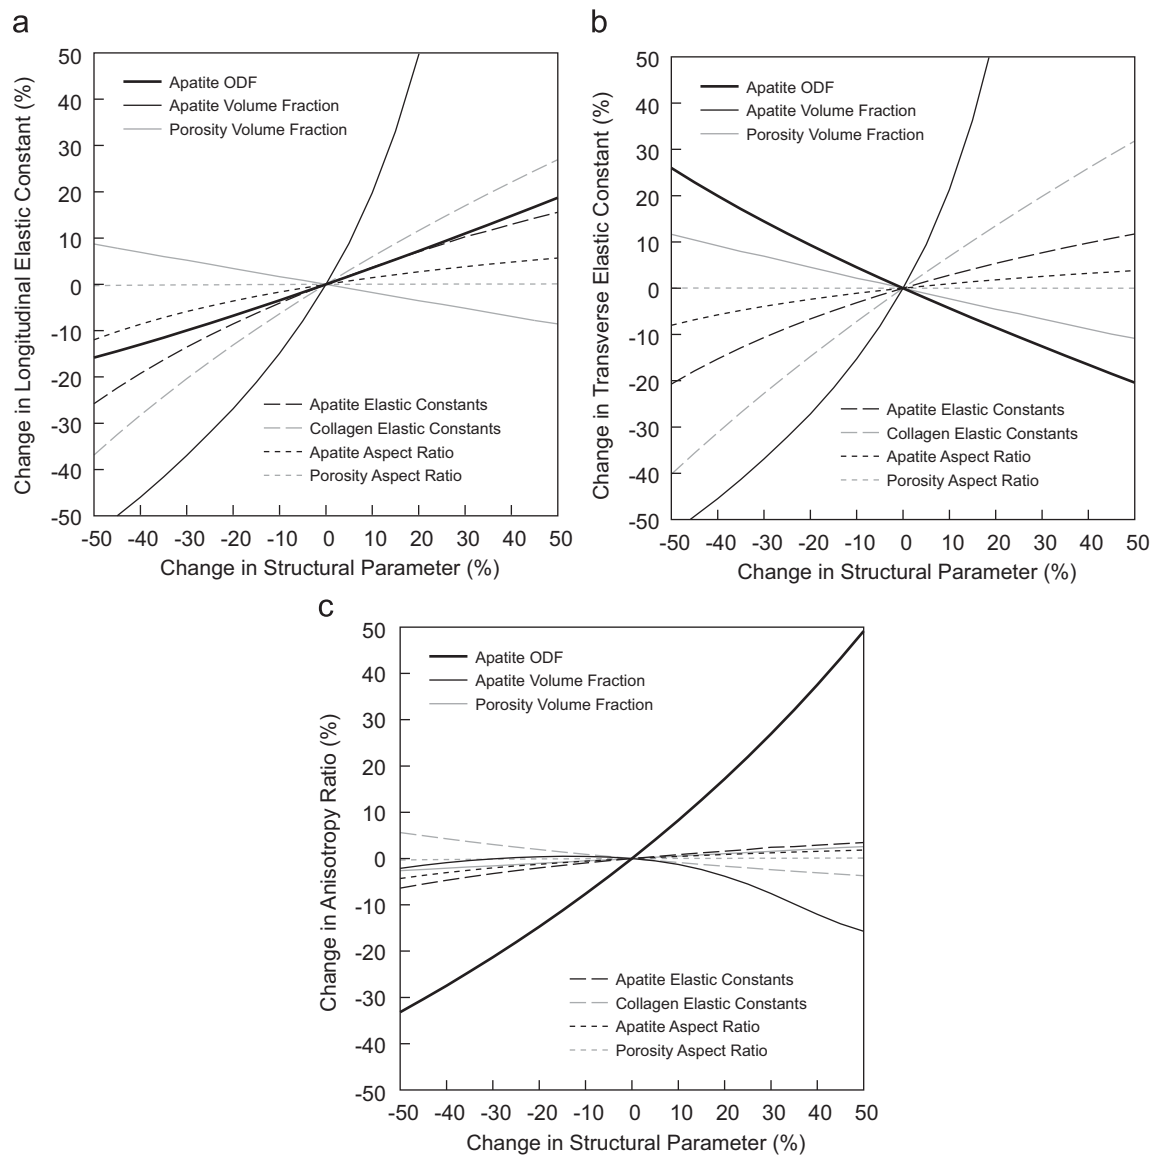 a
Change in Longitudinal Elastic Constant (%)
50
40
30
20
10
0
-10
-20
-30
-40
-50
Apatite ODF
Apatite Volume Fraction
Porosity Volume Fraction
Apatite Elastic Constants
Collagen Elastic Constants
Apatite Aspect Ratio
Porosity Aspect Ratio
-50 -40 -30 -20 -10 0 10 20 30 40 50
Change in Structural Parameter (%)
b
Change in Transverse Elastic Constant (%)
50
40
30
20
10
0
-10
-20
-30
-40
-50
Apatite ODF
Apatite Volume Fraction
Porosity Volume Fraction
Apatite Elastic Constants
Collagen Elastic Constants
Apatite Aspect Ratio
Porosity Aspect Ratio
-50 -40 -30 -20 -10 0 10 20 30 40 50
Change in Structural Parameter (%)
c
Change in Anisotropy Ratio (%)
50
40
30
20
10
0
-10
-20
-30
-40
-50
Apatite ODF
Apatite Volume Fraction
Porosity Volume Fraction
Apatite Elastic Constants
Collagen Elastic Constants
Apatite Aspect Ratio
Porosity Aspect Ratio
-50 -40 -30 -20 -10 0 10 20 30 40 50
Change in Structural Parameter (%)